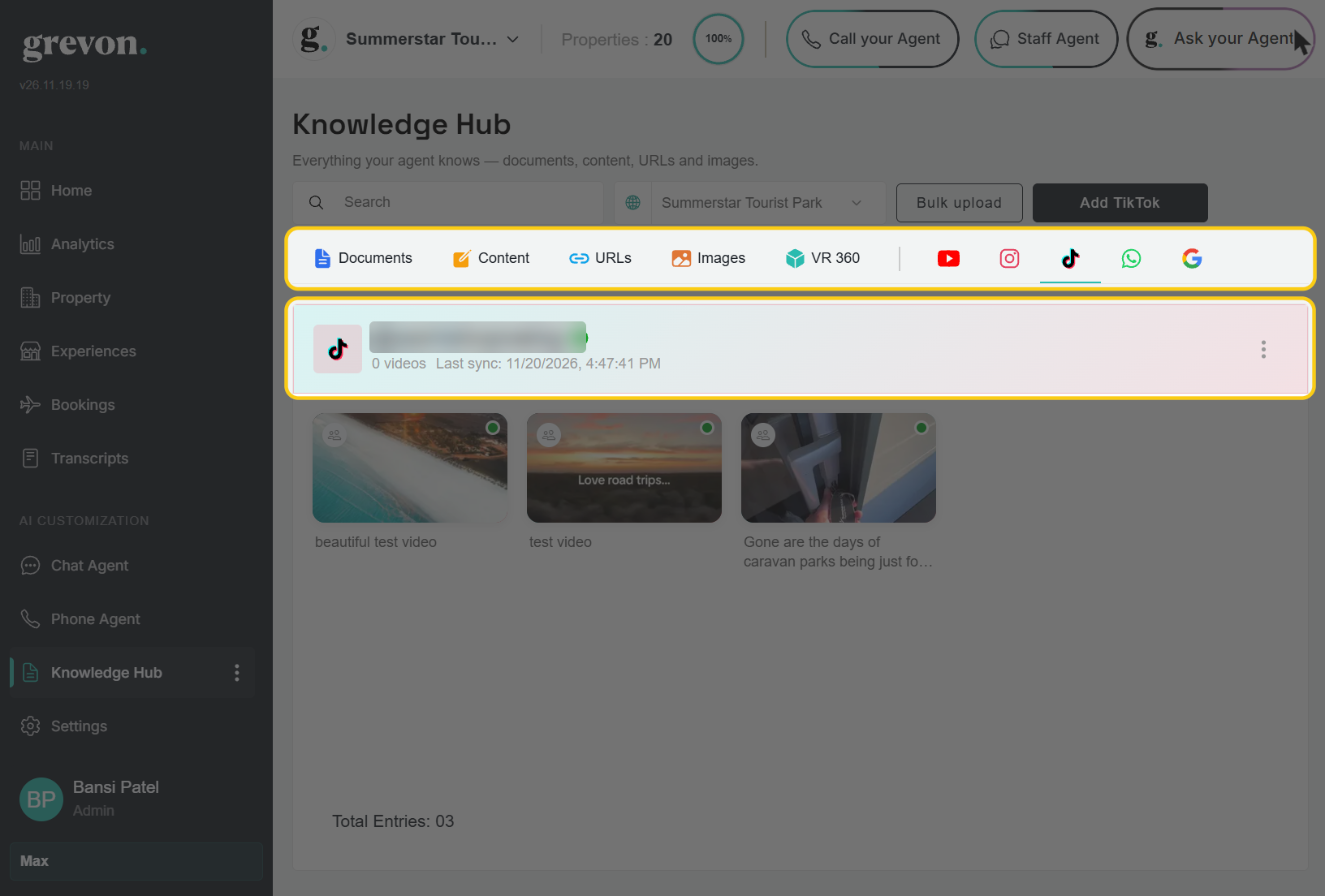 grevon.
v26.11.19.19
MAIN
Home
Analytics
Property
Experiences
Bookings
Transcripts
AI CUSTOMIZATION
Chat Agent
Phone Agent
Knowledge Hub
Settings
BP
Bansi Patel
Admin
Max
g. Summerstar Tou...
Properties : 20
100%
Call your Agent
Staff Agent
g. Ask your Agent
Knowledge Hub
Everything your agent knows — documents, content, URLs and images.
Search
Summerstar Tourist Park
Bulk upload
Add TikTok
Documents
Content
URLs
Images
VR 360
0 videos Last sync: 11/20/2026, 4:47:41 PM
Love road trips...
beautiful test video
test video
Gone are the days of
caravan parks being just fo…
Total Entries: 03